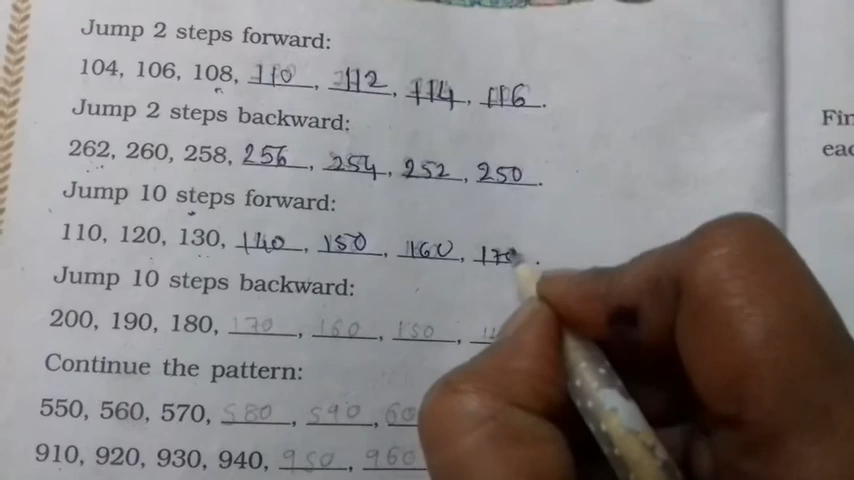 Jump 2 steps forward:
104, 106, 108, 110, 112, 114, 116.
Jump 2 steps backward:
262, 260, 258, 256, 254, 252, 250.
Jump 10 steps forward:
110, 120, 130, 140, 150, 160, 170.
Jump 10 steps backward:
200, 190, 180, 170, 160, 150,
Continue the pattern:
550, 560, 570, 580, 590, 60
910, 920, 930, 940, 950, 960
Fin
eac